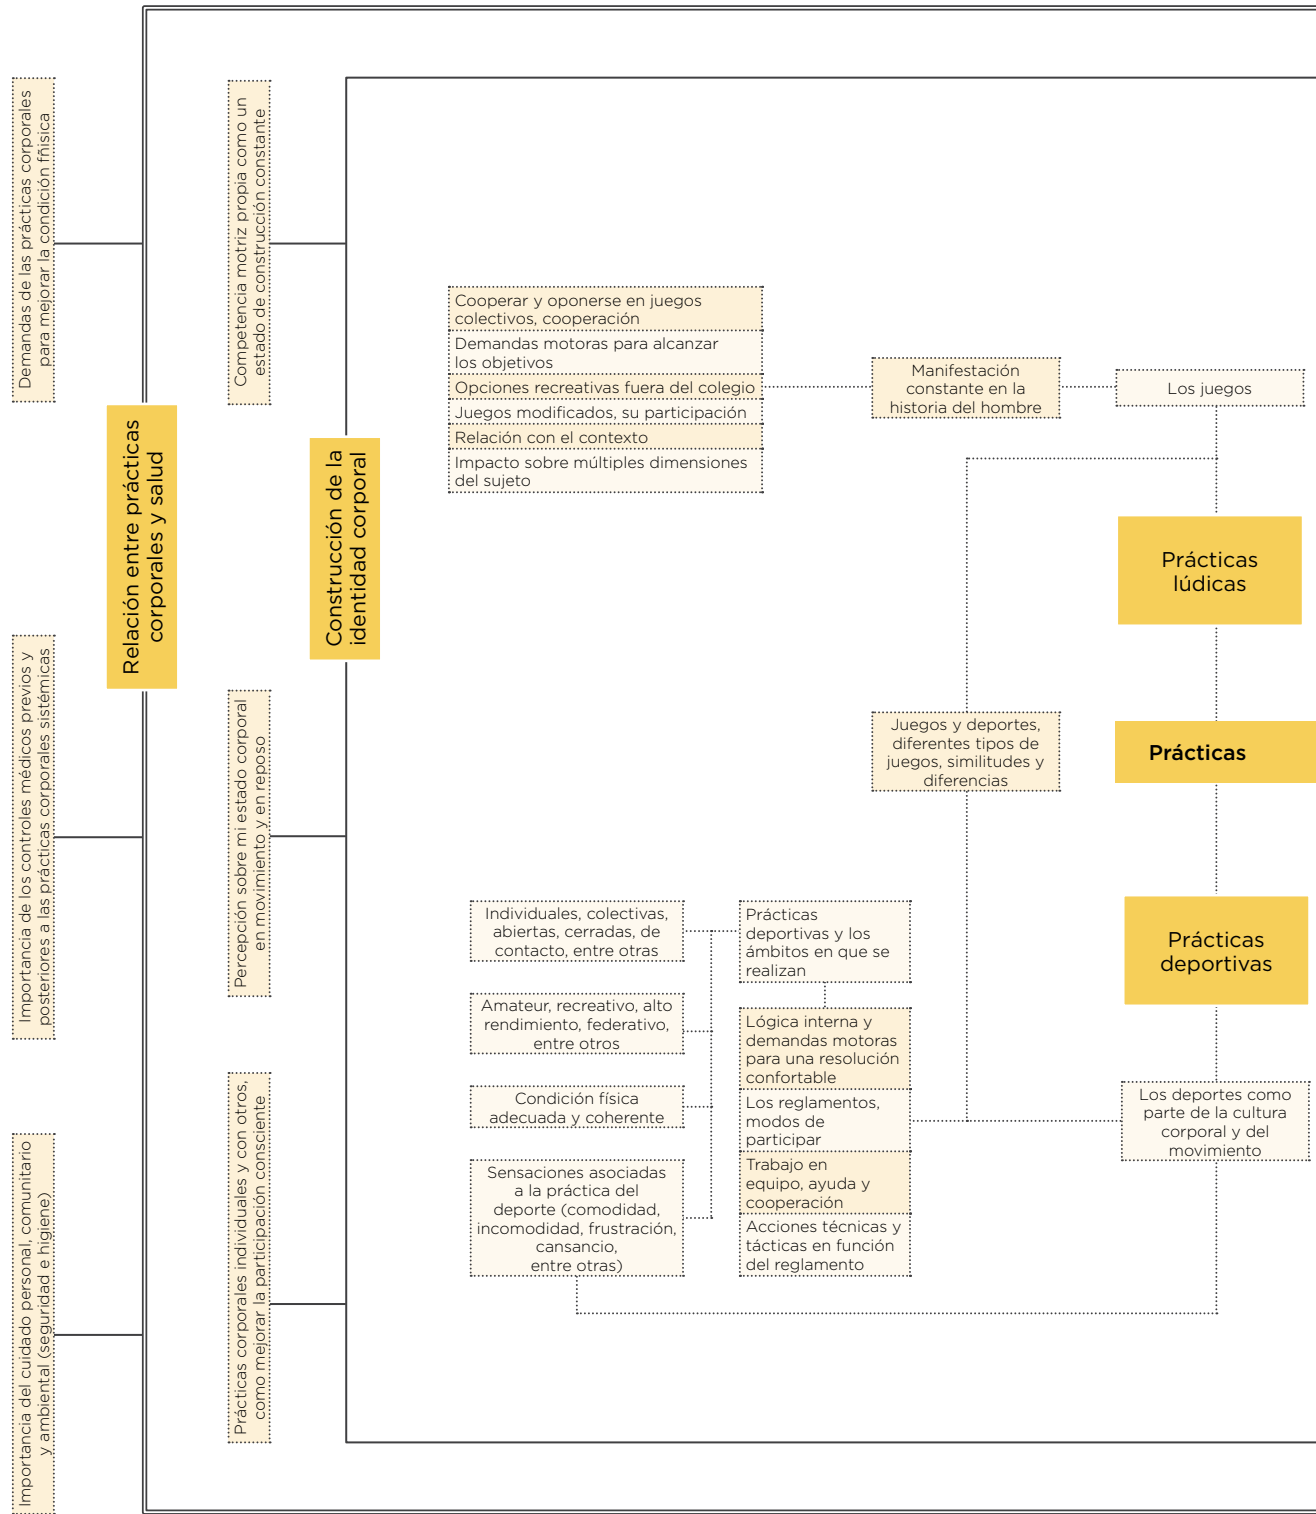 Demandas de las prácticas corporales
para mejorar la condición fñisica
Importancia de los controles médicos previos y
posteriores a las prácticas corporales sistémicas
Importancia del cuidado personal, comunitario
y ambiental (seguridad e higiene)
Relación entre prácticas
corporales y salud
Competencia motriz propia como un
estado de construcción constante
Percepción sobre mi estado corporal
en movimiento y en reposo
Prácticas corporales individuales y con otros,
como mejorar la participación consciente
Construcción de la
identidad corporal
Cooperar y oponerse en juegos
colectivos, cooperación
Demandas motoras para alcanzar
los objetivos
Opciones recreativas fuera del colegio
Juegos modificados, su participación
Relación con el contexto
Impacto sobre múltiples dimensiones
del sujeto
Manifestación
constante en la
historia del hombre
Los juegos
Prácticas
lúdicas
Juegos y deportes,
diferentes tipos de
juegos, similitudes y
diferencias
Prácticas
Prácticas
deportivas
Individuales, colectivas,
abiertas, cerradas, de
contacto, entre otras
Amateur, recreativo, alto
rendimiento, federativo,
entre otros
Condición física
adecuada y coherente
Sensaciones asociadas
a la práctica del
deporte (comodidad,
incomodidad, frustración,
cansancio,
entre otras)
Prácticas
deportivas y los
ámbitos en que se
realizan
Lógica interna y
demandas motoras
para una resolución
confortable
Los reglamentos,
modos de
participar
Trabajo en
equipo, ayuda y
cooperación
Acciones técnicas y
tácticas en función
del reglamento
Los deportes como
parte de la cultura
corporal y del
movimiento